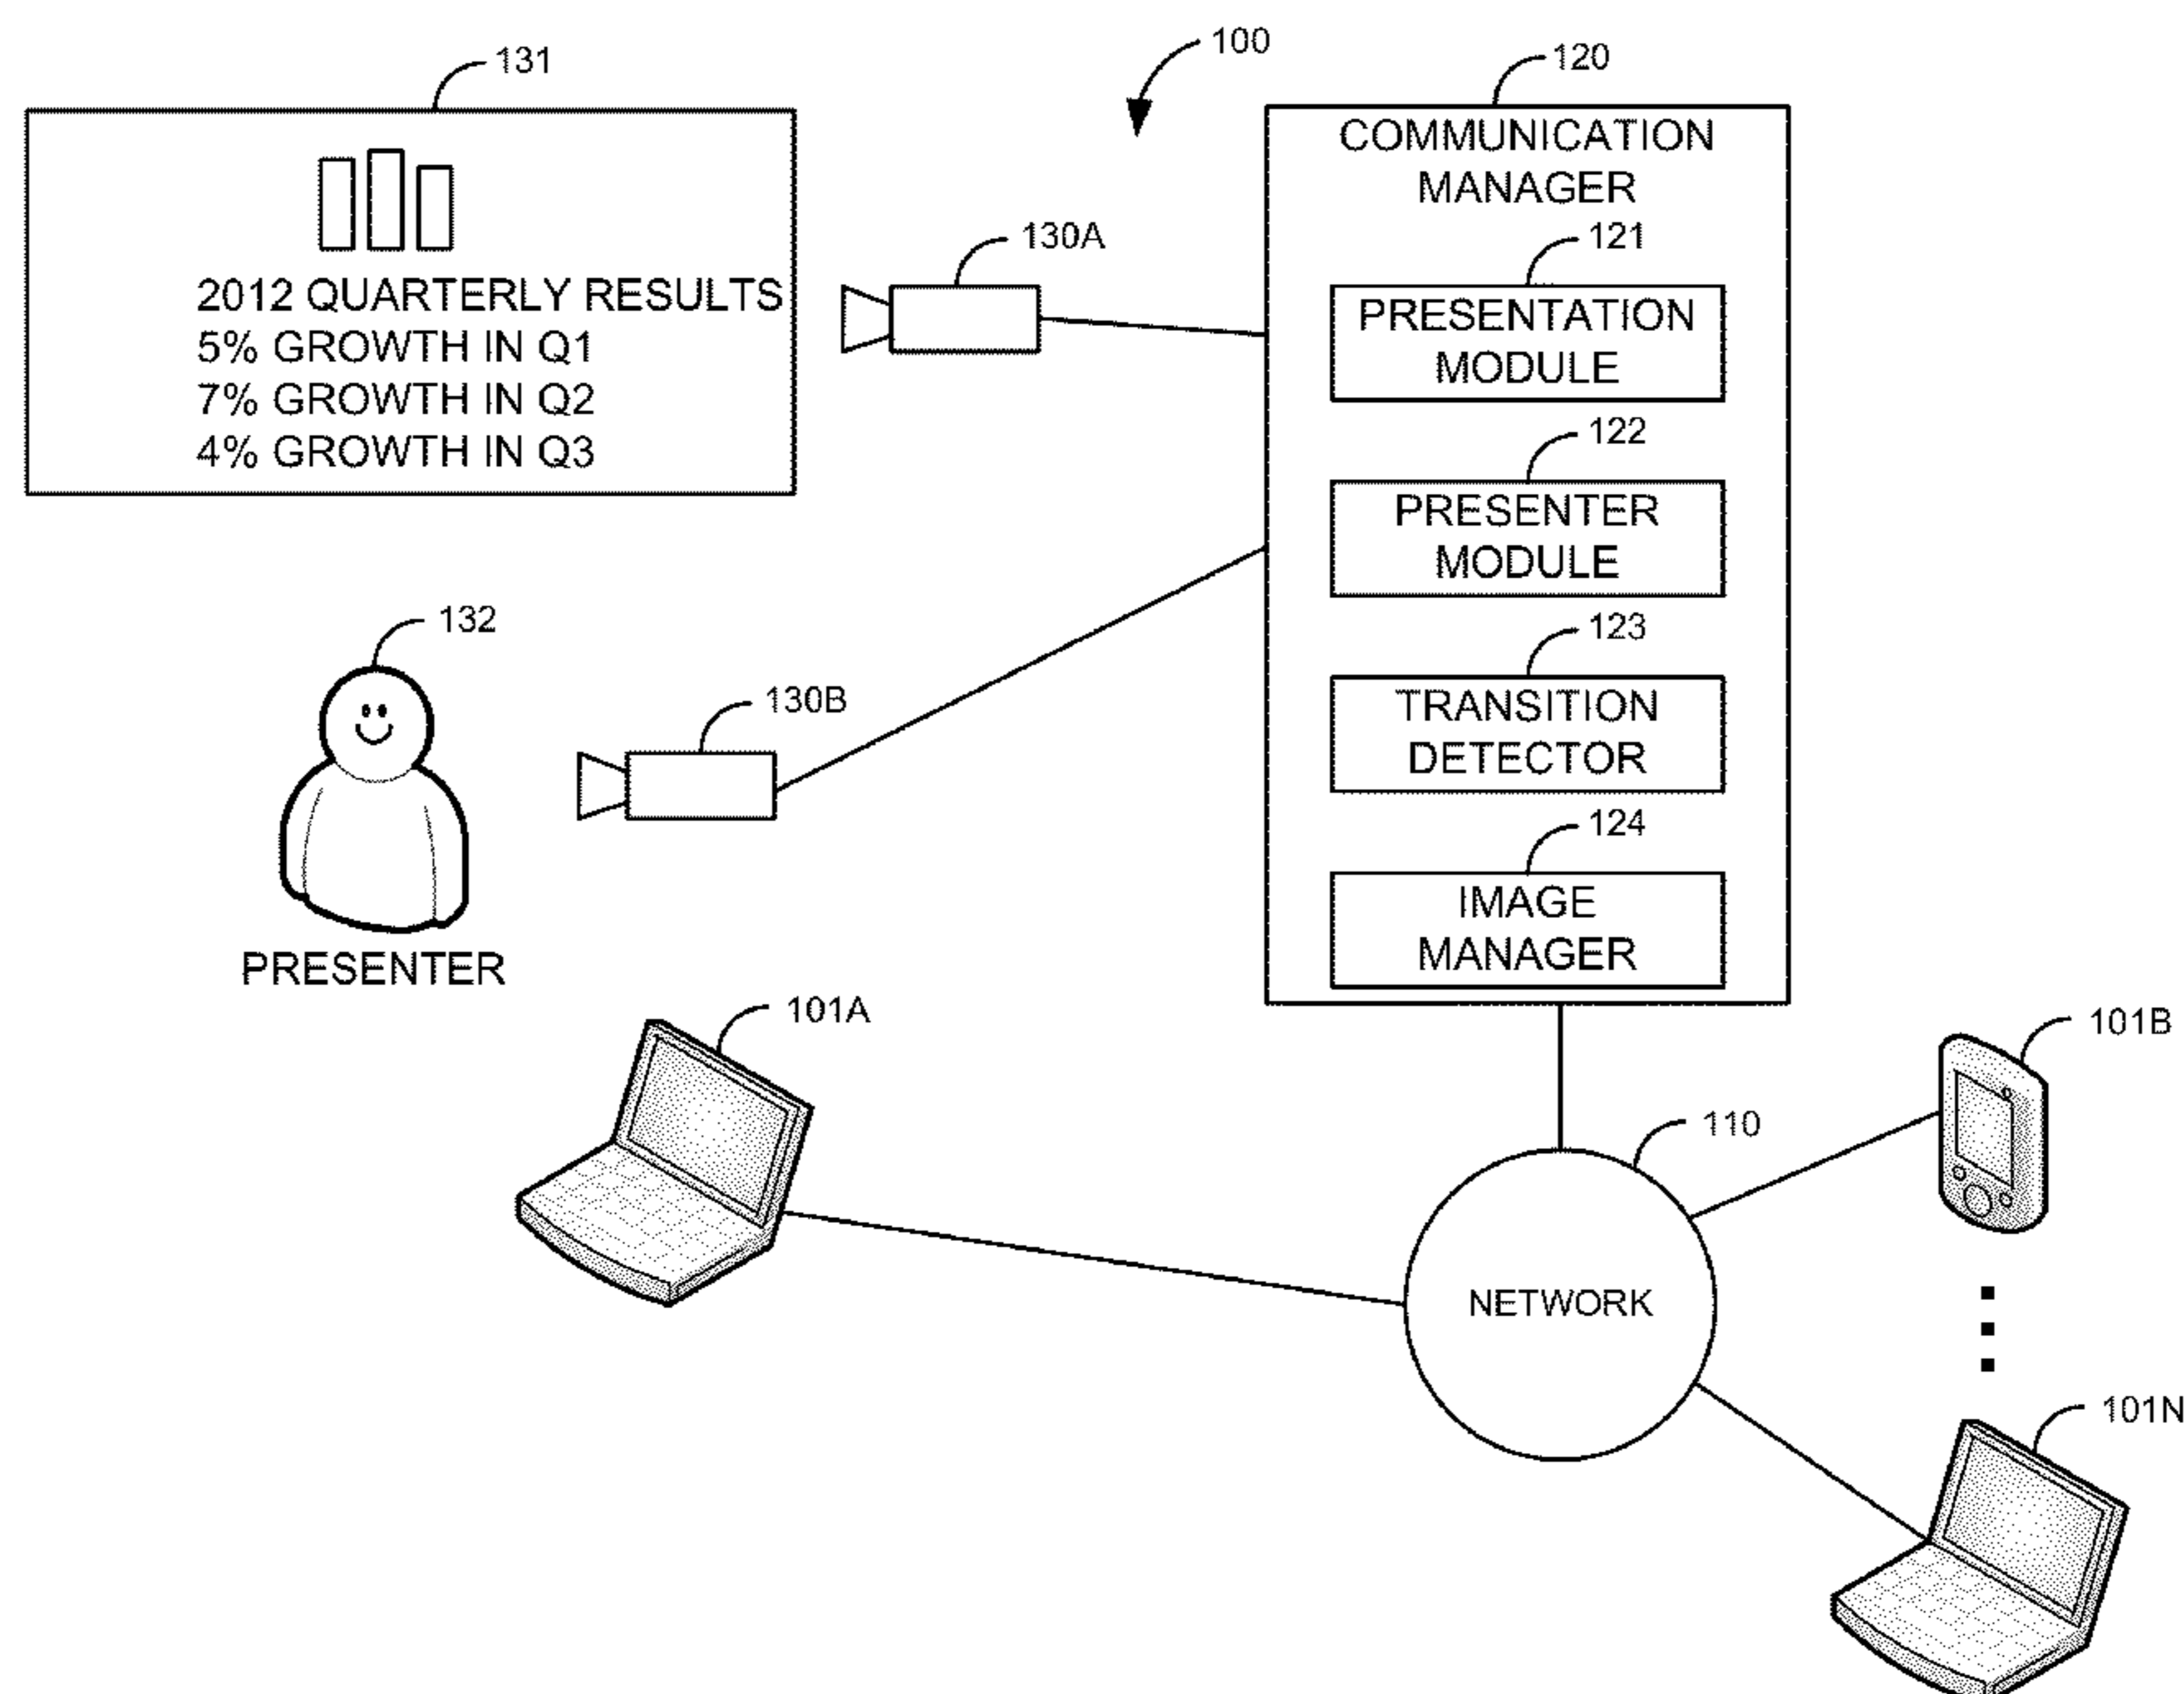 100
131
2012 QUARTERLY RESULTS
5% GROWTH IN Q1
7% GROWTH IN Q2
4% GROWTH IN Q3
130A
120
COMMUNICATION
MANAGER
121
PRESENTATION
MODULE
122
PRESENTER
MODULE
123
TRANSITION
DETECTOR
124
IMAGE
MANAGER
132
PRESENTER
130B
101A
101B
110
NETWORK
101N